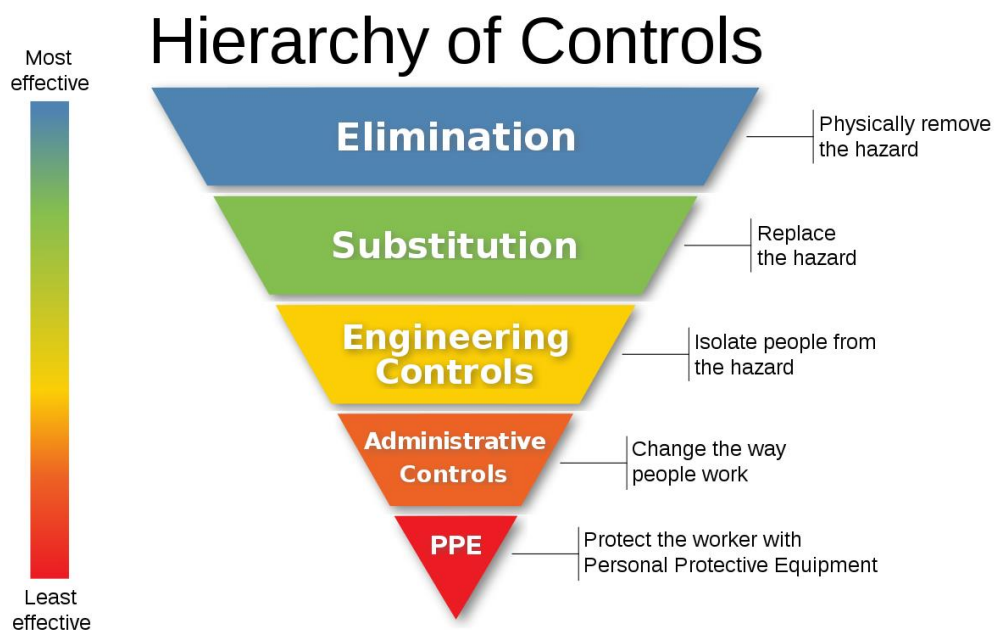 Hierarchy of Controls
Most
effective
Elimination
Physically remove
the hazard
Substitution
Replace
the hazard
Engineering
Controls
Isolate people from
the hazard
Administrative
Controls
Change the way
people work
PPE
Protect the worker with
Personal Protective Equipment
Least
effective